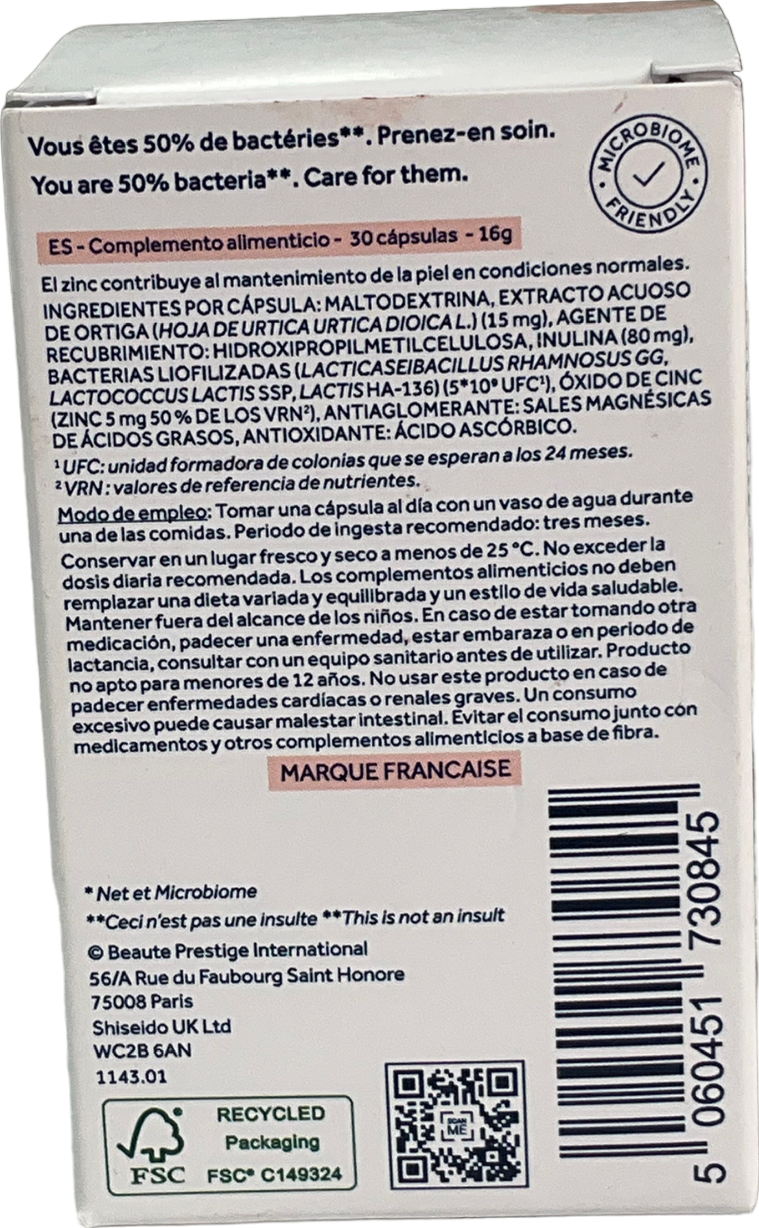 Vous êtes 50% de bactéries**. Prenez-en soin.
You are 50% bacteria**. Care for them.
• MICROBIOME •
FRIENDLY
ES - Complemento alimenticio - 30 cápsulas - 16g
El zinc contribuye al mantenimiento de la piel en condiciones normales.
INGREDIENTES POR CÁPSULA: MALTODEXTRINA, EXTRACTO ACUOSO
DE ORTIGA (HOJA DE URTICA URTICA DIOICA L.) (15 mg), AGENTE DE
RECUBRIMIENTO: HIDROXIPROPILMETILCELULOSA, INULINA (80 mg),
BACTERIAS LIOFILIZADAS (LACTICASEIBACILLUS RHAMNOSUS GG,
LACTOCOCCUS LACTIS SSP, LACTIS HA-136) (5*10⁹ UFC¹), ÓXIDO DE CINC
(ZINC 5 mg 50 % DE LOS VRN²), ANTIAGLOMERANTE: SALES MAGNÉSICAS
DE ÁCIDOS GRASOS, ANTIOXIDANTE: ÁCIDO ASCÓRBICO.
¹ UFC: unidad formadora de colonias que se esperan a los 24 meses.
² VRN : valores de referencia de nutrientes.
Modo de empleo: Tomar una cápsula al día con un vaso de agua durante
una de las comidas. Periodo de ingesta recomendado: tres meses.
Conservar en un lugar fresco y seco a menos de 25 °C. No exceder la
dosis diaria recomendada. Los complementos alimenticios no deben
remplazar una dieta variada y equilibrada y un estilo de vida saludable.
Mantener fuera del alcance de los niños. En caso de estar tomando otra
medicación, padecer una enfermedad, estar embaraza o en periodo de
lactancia, consultar con un equipo sanitario antes de utilizar. Producto
no apto para menores de 12 años. No usar este producto en caso de
padecer enfermedades cardíacas o renales graves. Un consumo
excesivo puede causar malestar intestinal. Evitar el consumo junto con
medicamentos y otros complementos alimenticios a base de fibra.
MARQUE FRANCAISE
* Net et Microbiome
**Ceci n'est pas une insulte **This is not an insult
© Beaute Prestige International
56/A Rue du Faubourg Saint Honore
75008 Paris
Shiseido UK Ltd
WC2B 6AN
1143.01
RECYCLED
Packaging
FSC® C149324
FSC
SCAN
ME
5 060451 730845